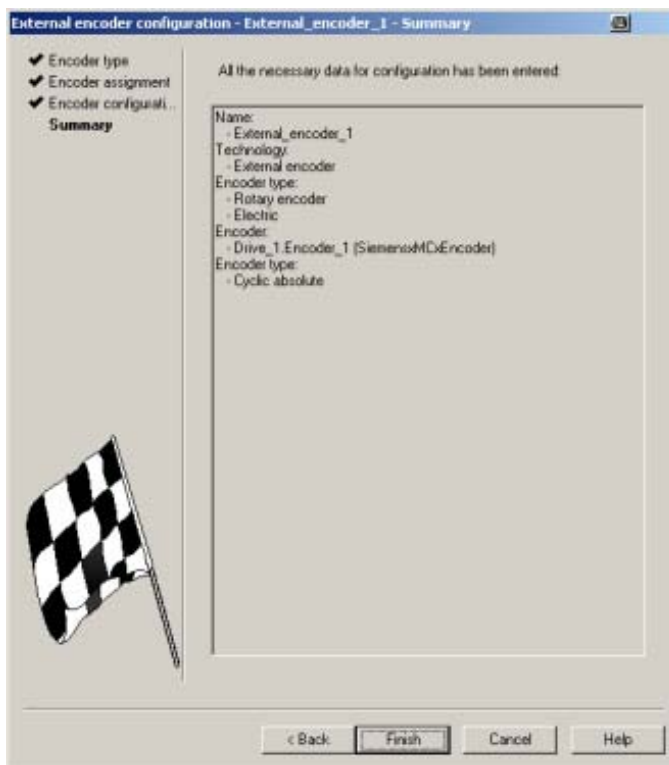 External encoder configuration - External_encoder_1 - Summary
Encoder type
Encoder assignment
Encoder configurati...
Summary
All the necessary data for configuration has been entered:
Name:
- External_encoder_1
Technology:
- External encoder
Encoder type:
- Rotary encoder
- Electric
Encoder:
- Drive_1.Encoder_1 (SiemensxMCxEncoder)
Encoder type:
- Cyclic absolute
< Back
Finish
Cancel
Help